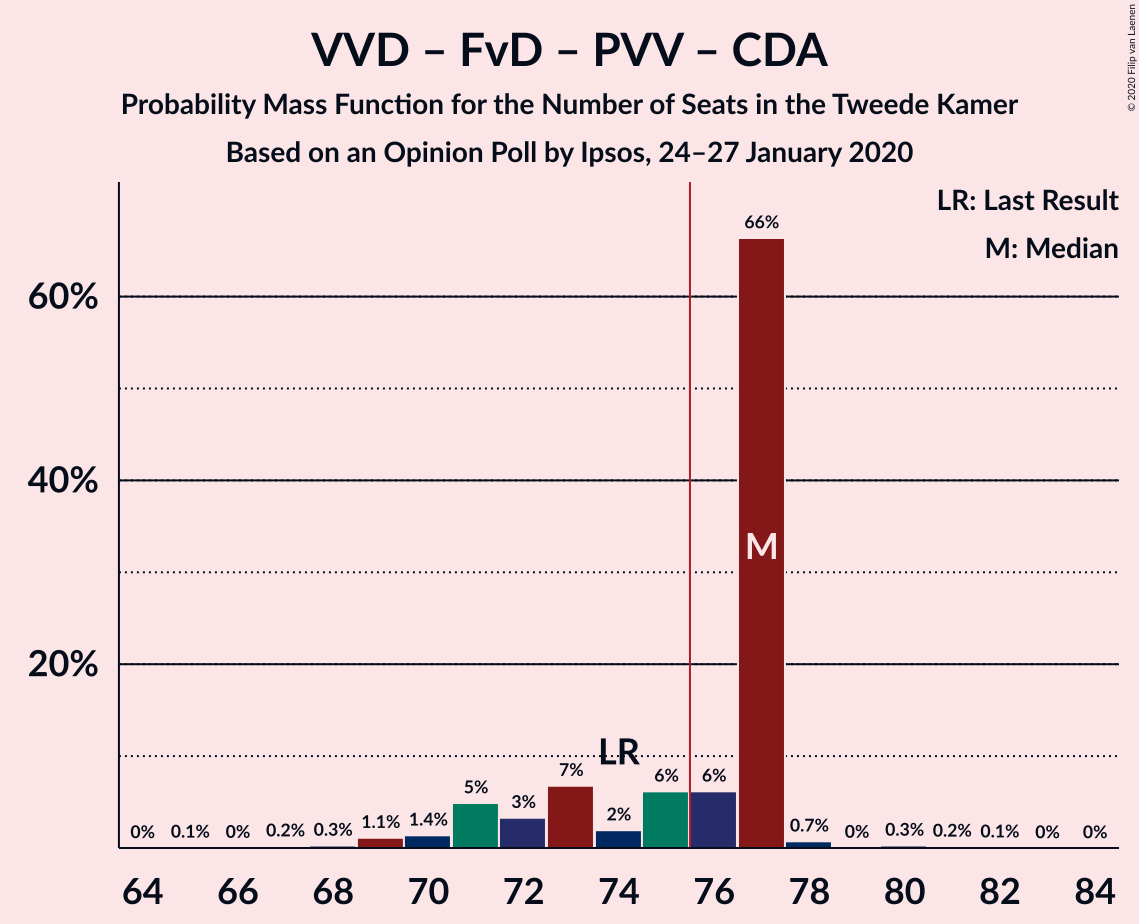 VVD – FvD – PVV – CDA
Probability Mass Function for the Number of Seats in the Tweede Kamer
Based on an Opinion Poll by Ipsos, 24–27 January 2020
© 2020 Filip van Laenen
LR: Last Result
M: Median
60%
40%
20%
0% 0.1% 0% 0.2% 0.3% 1.1% 1.4% 5% 3% 7% 2% 6% 6% 66% 0.7% 0% 0.3% 0.2% 0.1% 0% 0%
LR
M
64 66 68 70 72 74 76 78 80 82 84